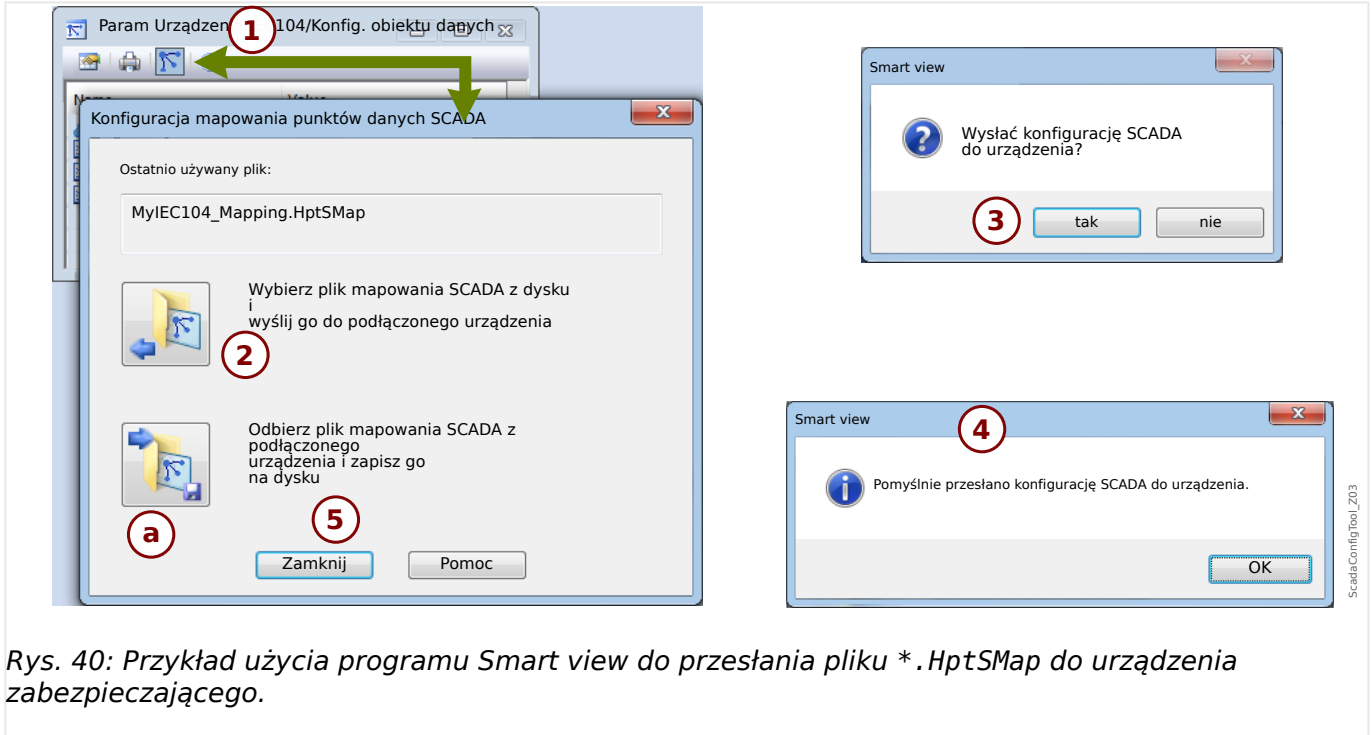 Param Urządzen
1
104/Konfig. obiektu danych
Konfiguracja mapowania punktów danych SCADA
Ostatnio używany plik:
MyIEC104_Mapping.HptSMap
Wybierz plik mapowania SCADA z dysku
i
wyślij go do podłączonego urządzenia
2
Odbierz plik mapowania SCADA z
podłączonego
urządzenia i zapisz go
na dysku
a
5
Zamknij
Pomoc
Smart view
Wysłać konfigurację SCADA
do urządzenia?
3
tak
nie
Smart view
4
Pomyślnie przesłano konfigurację SCADA do urządzenia.
OK
ScadaConfigTool_Z03
Rys. 40: Przykład użycia programu Smart view do przesłania pliku *.HptSMap do urządzenia
zabezpieczającego.